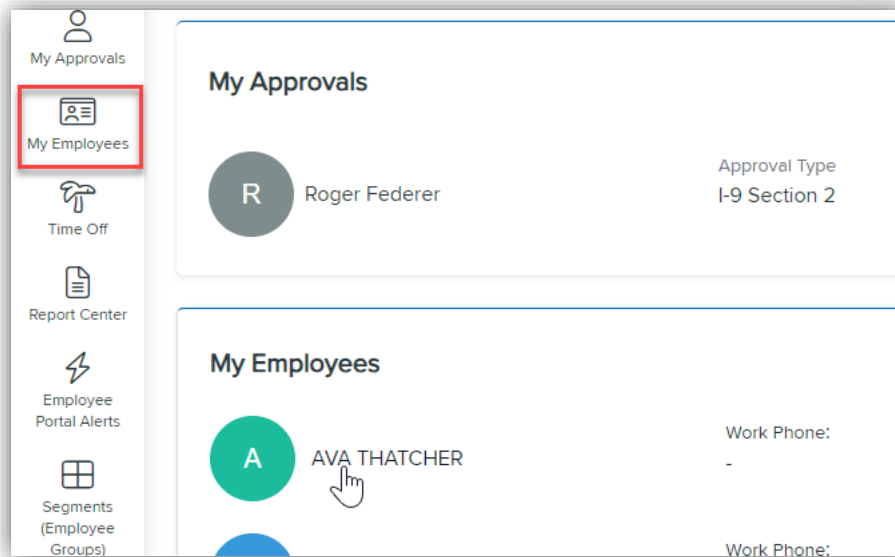 My Approvals
My Employees
Time Off
Report Center
Employee
Portal Alerts
Segments
(Employee
Groups)
My Approvals
R
Roger Federer
Approval Type
I-9 Section 2
My Employees
A
AVA THATCHER
Work Phone:
-
Work Phone: